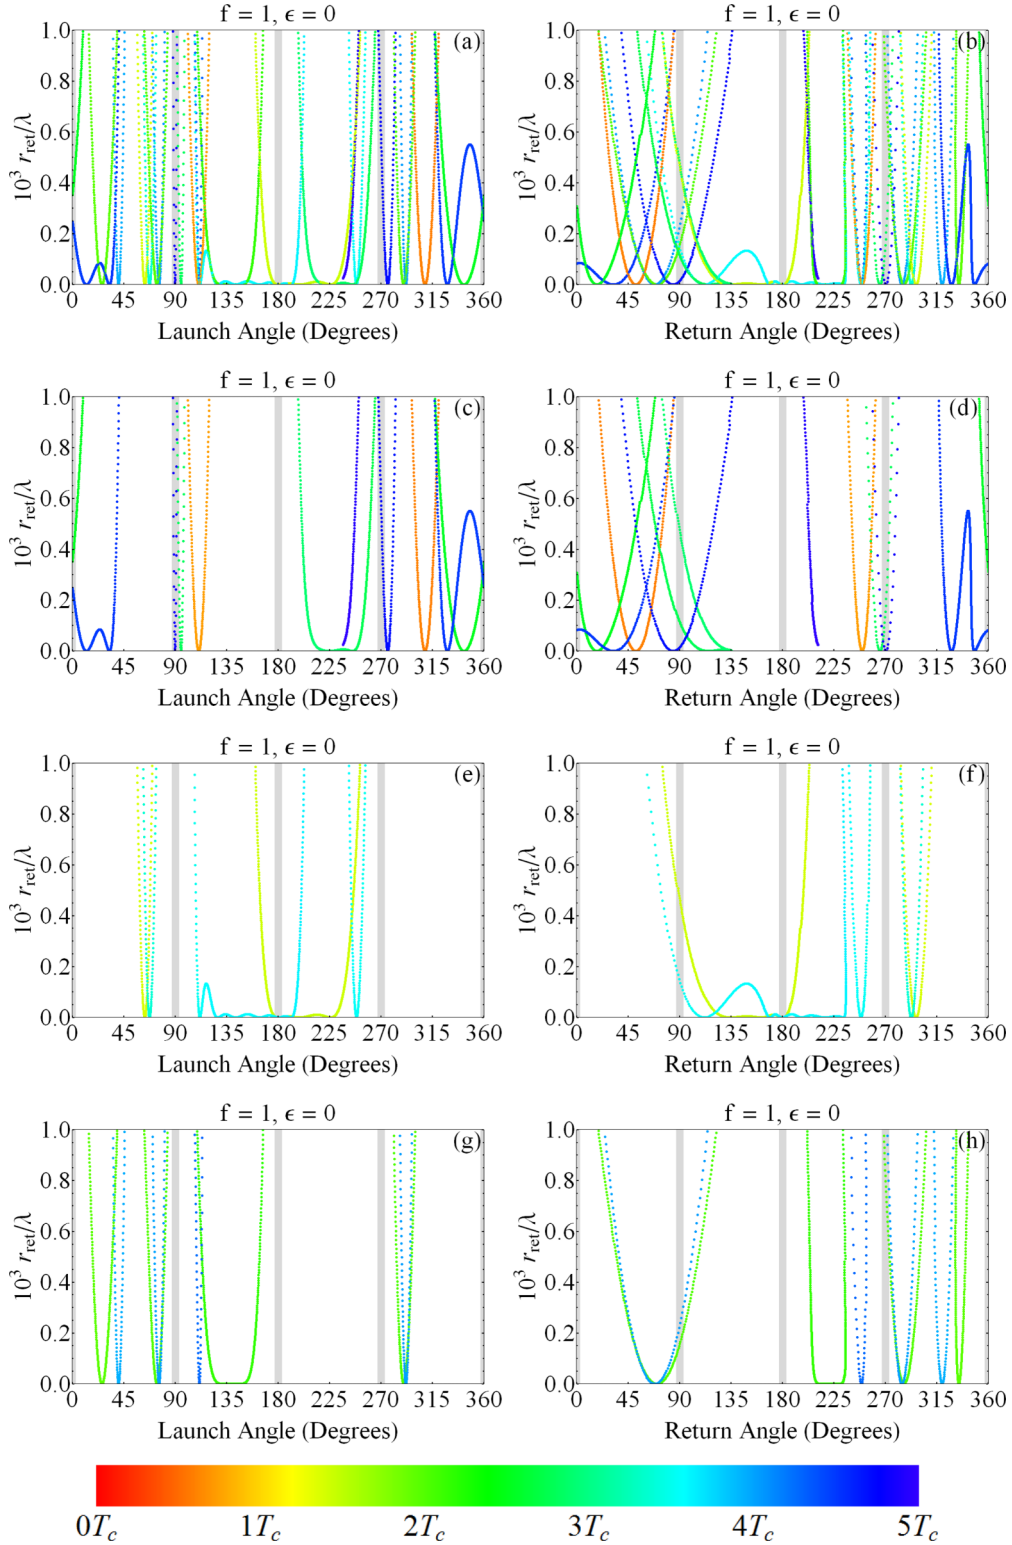 f = 1, ϵ = 0 f = 1, ϵ = 0
(a) (b)
10³ r_ret/λ 10³ r_ret/λ
1.0 0.8 0.6 0.4 0.2 0.0 1.0 0.8 0.6 0.4 0.2 0.0
0 45 90 135 180 225 270 315 360 0 45 90 135 180 225 270 315 360
Launch Angle (Degrees) Return Angle (Degrees)
f = 1, ϵ = 0 f = 1, ϵ = 0
(c) (d)
10³ r_ret/λ 10³ r_ret/λ
1.0 0.8 0.6 0.4 0.2 0.0 1.0 0.8 0.6 0.4 0.2 0.0
0 45 90 135 180 225 270 315 360 0 45 90 135 180 225 270 315 360
Launch Angle (Degrees) Return Angle (Degrees)
f = 1, ϵ = 0 f = 1, ϵ = 0
(e) (f)
10³ r_ret/λ 10³ r_ret/λ
1.0 0.8 0.6 0.4 0.2 0.0 1.0 0.8 0.6 0.4 0.2 0.0
0 45 90 135 180 225 270 315 360 0 45 90 135 180 225 270 315 360
Launch Angle (Degrees) Return Angle (Degrees)
f = 1, ϵ = 0 f = 1, ϵ = 0
(g) (h)
10³ r_ret/λ 10³ r_ret/λ
1.0 0.8 0.6 0.4 0.2 0.0 1.0 0.8 0.6 0.4 0.2 0.0
0 45 90 135 180 225 270 315 360 0 45 90 135 180 225 270 315 360
Launch Angle (Degrees) Return Angle (Degrees)
0T_c 1T_c 2T_c 3T_c 4T_c 5T_c